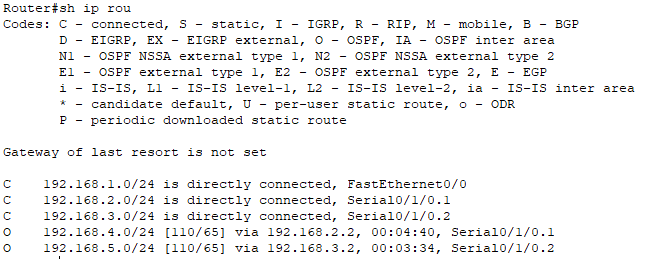 Router#sh ip rou
Codes: C - connected, S - static, I - IGRP, R - RIP, M - mobile, B - BGP
       D - EIGRP, EX - EIGRP external, O - OSPF, IA - OSPF inter area
       N1 - OSPF NSSA external type 1, N2 - OSPF NSSA external type 2
       E1 - OSPF external type 1, E2 - OSPF external type 2, E - EGP
       i - IS-IS, L1 - IS-IS level-1, L2 - IS-IS level-2, ia - IS-IS inter area
       * - candidate default, U - per-user static route, o - ODR
       P - periodic downloaded static route

Gateway of last resort is not set

C    192.168.1.0/24 is directly connected, FastEthernet0/0
C    192.168.2.0/24 is directly connected, Serial0/1/0.1
C    192.168.3.0/24 is directly connected, Serial0/1/0.2
O    192.168.4.0/24 [110/65] via 192.168.2.2, 00:04:40, Serial0/1/0.1
O    192.168.5.0/24 [110/65] via 192.168.3.2, 00:03:34, Serial0/1/0.2